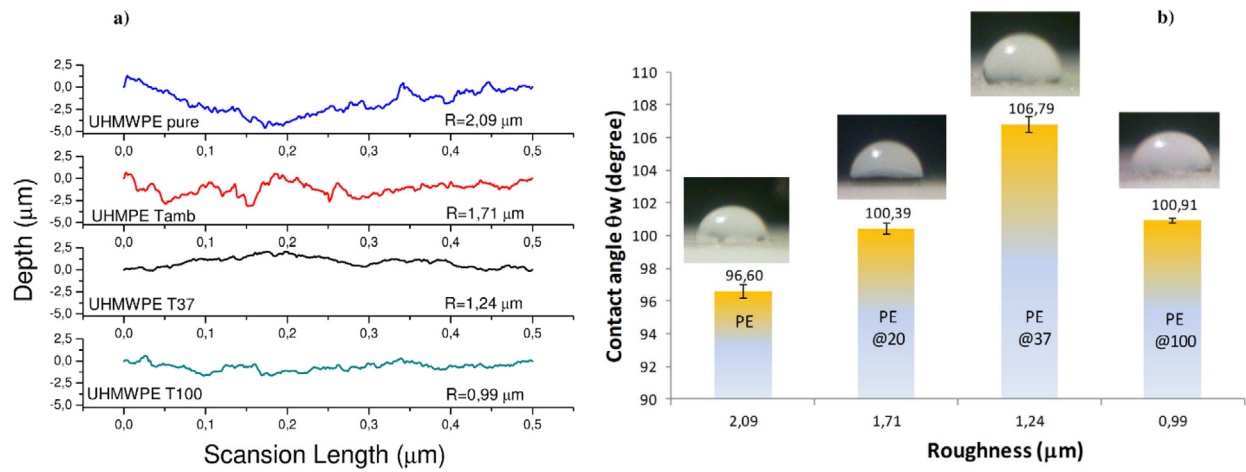 a)
Depth (μm)
2,5
0,0
-2,5
-5,0
UHMWPE pure
R=2,09 μm
0,0 0,1 0,2 0,3 0,4 0,5
2,5
0,0
-2,5
-5,0
UHMPE Tamb
R=1,71 μm
0,0 0,1 0,2 0,3 0,4 0,5
2,5
0,0
UHMWPE T37
R=1,24 μm
0,0 0,1 0,2 0,3 0,4 0,5
2,5
0,0
-2,5
-5,0
UHMWPE T100
R=0,99 μm
0,0 0,1 0,2 0,3 0,4 0,5
Scansion Length (μm)
b)
Contact angle θw (degree)
110
108
106
104
102
100
98
96
94
92
90
96,60
PE
100,39
PE
@20
106,79
PE
@37
100,91
PE
@100
2,09 1,71 1,24 0,99
Roughness (μm)